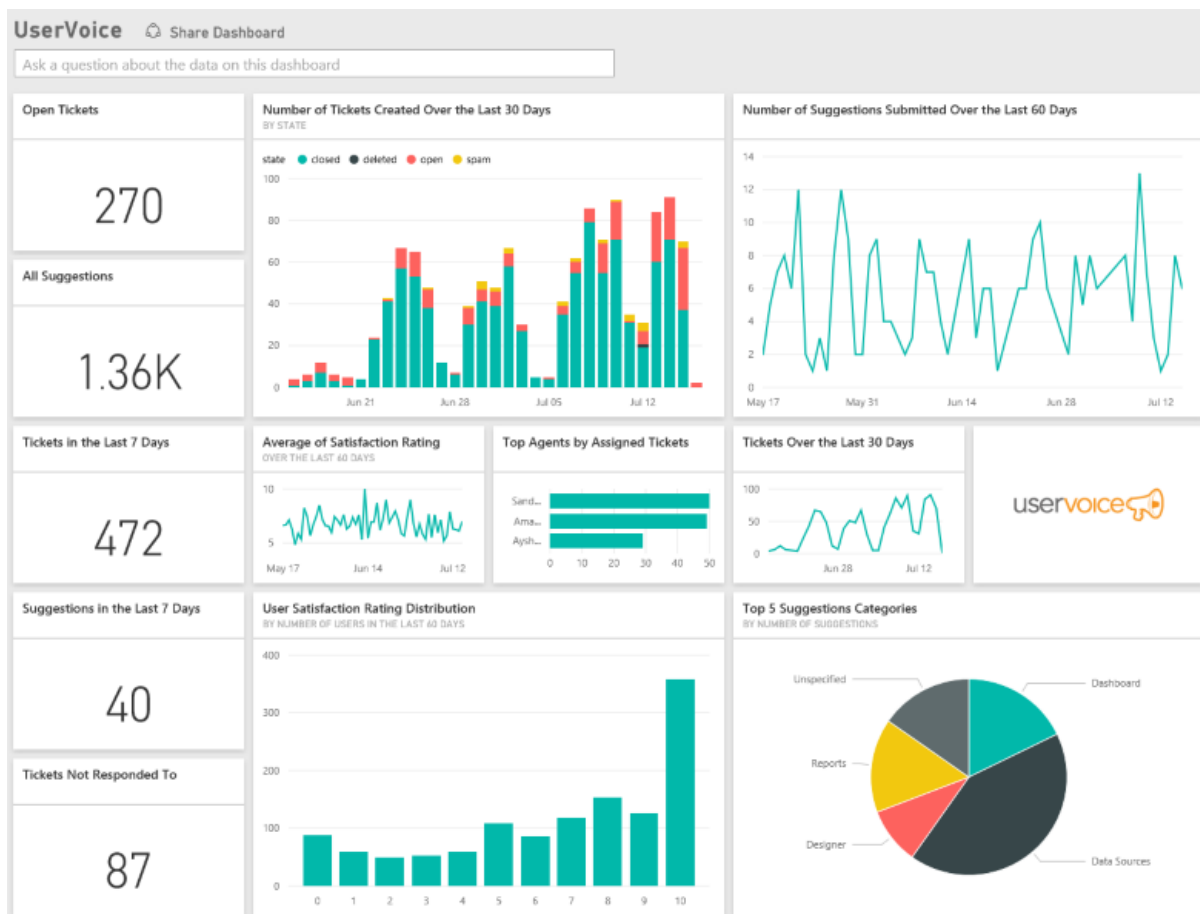 UserVoice Share Dashboard
Ask a question about the data on this dashboard
Open Tickets
270
All Suggestions
1.36K
Tickets in the Last 7 Days
472
Suggestions in the Last 7 Days
40
Tickets Not Responded To
87
Number of Tickets Created Over the Last 30 Days
BY STATE
state closed deleted open spam
100
80
60
40
20
0
Jun 21 Jun 28 Jul 05 Jul 12
Number of Suggestions Submitted Over the Last 60 Days
14
12
10
8
6
4
2
0
May 17 May 31 Jun 14 Jun 28 Jul 12
Average of Satisfaction Rating
OVER THE LAST 60 DAYS
10
5
May 17 Jun 14 Jul 12
Top Agents by Assigned Tickets
Sand...
Ama...
Aysh...
0 10 20 30 40 50
Tickets Over the Last 30 Days
100
50
0
Jun 28 Jul 12
uservoice
User Satisfaction Rating Distribution
BY NUMBER OF USERS IN THE LAST 60 DAYS
400
300
200
100
0
0 1 2 3 4 5 6 7 8 9 10
Top 5 Suggestions Categories
BY NUMBER OF SUGGESTIONS
Unspecified
Dashboard
Reports
Designer
Data Sources